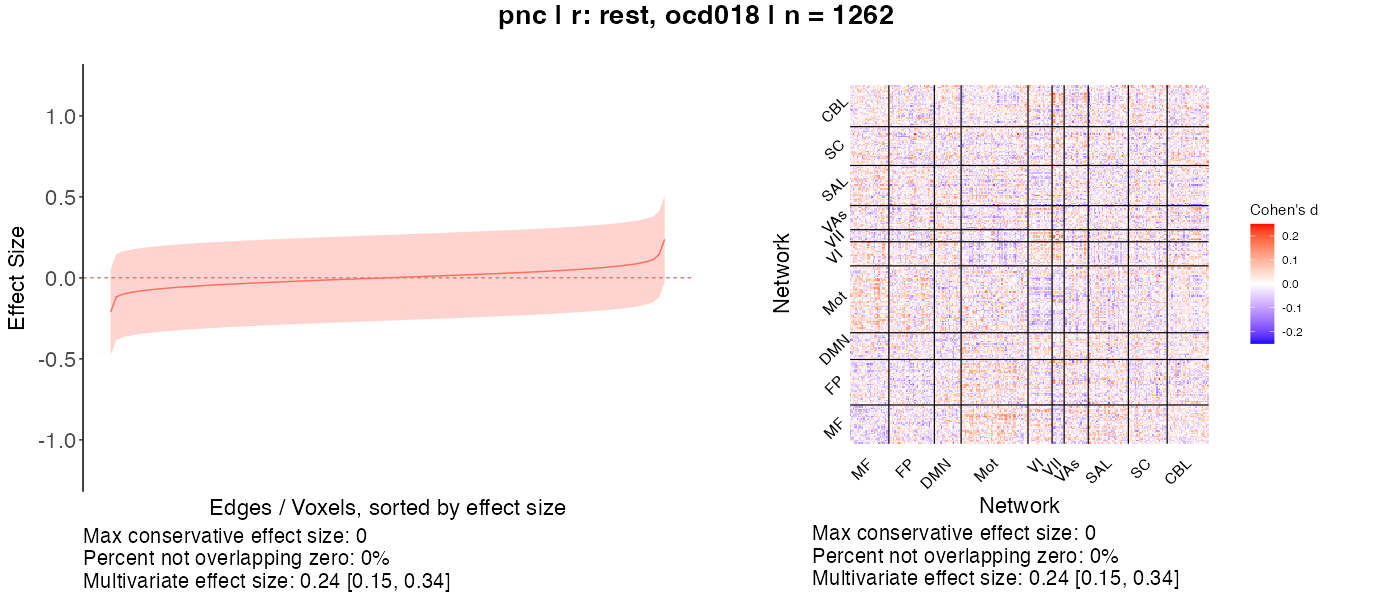 pnc | r: rest, ocd018 | n = 1262
Effect Size
1.0
0.5
0.0
-0.5
-1.0
Edges / Voxels, sorted by effect size
Max conservative effect size: 0
Percent not overlapping zero: 0%
Multivariate effect size: 0.24 [0.15, 0.34]
Network
CBL
SC
SAL
VAs
VII
VI
Mot
DMN
FP
MF
MF
FP
DMN
Mot
VI
VII
VAs
SAL
SC
CBL
Network
Max conservative effect size: 0
Percent not overlapping zero: 0%
Multivariate effect size: 0.24 [0.15, 0.34]
Cohen's d
0.2
0.1
0.0
-0.1
-0.2